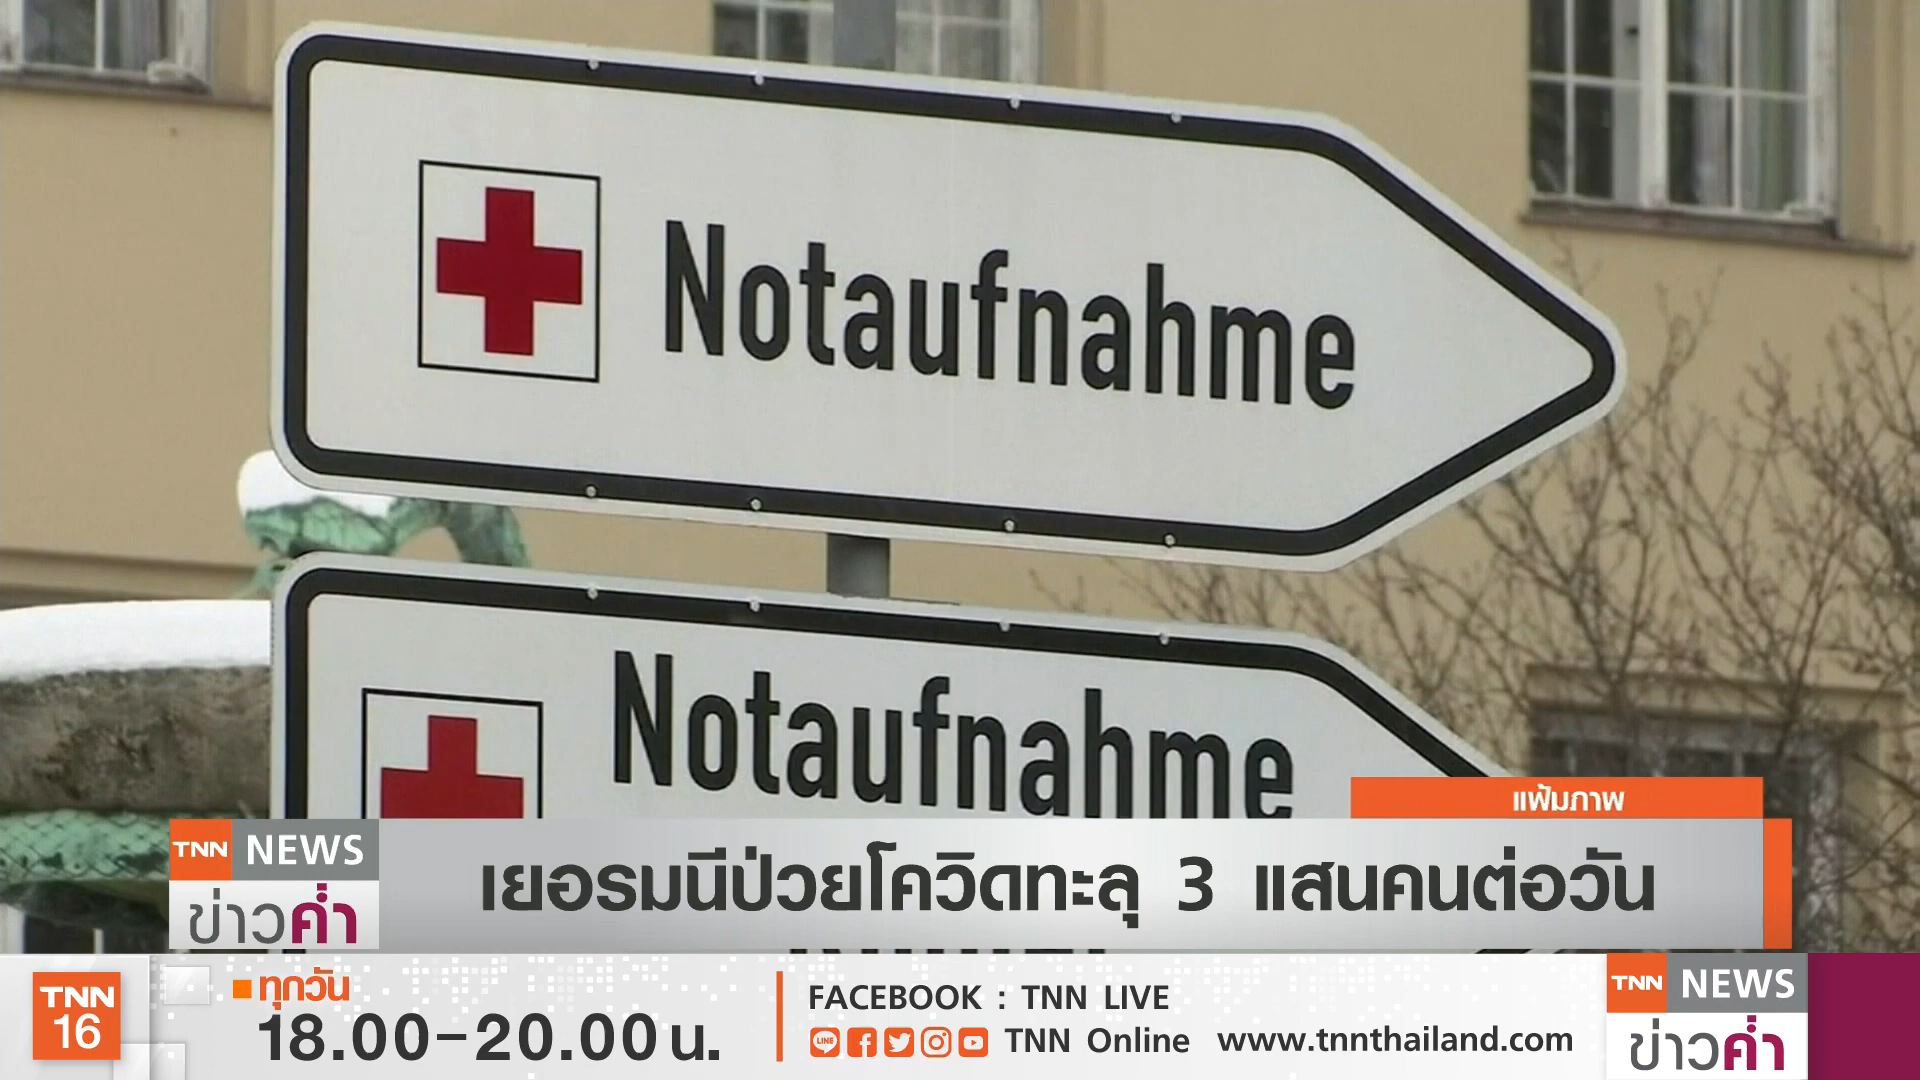 Notaufnahme
Notaufnahme
แฟ้มภาพ
TNN NEWS
ข่าวค่ำ
เยอรมนีป่วยโควิดทะลุ 3 แสนคนต่อวัน
TNN
16
ทุกวัน
18.00-20.00 น.
FACEBOOK : TNN LIVE
LINE TNN Online www.tnnthailand.com
TNN NEWS
ข่าวค่ำ